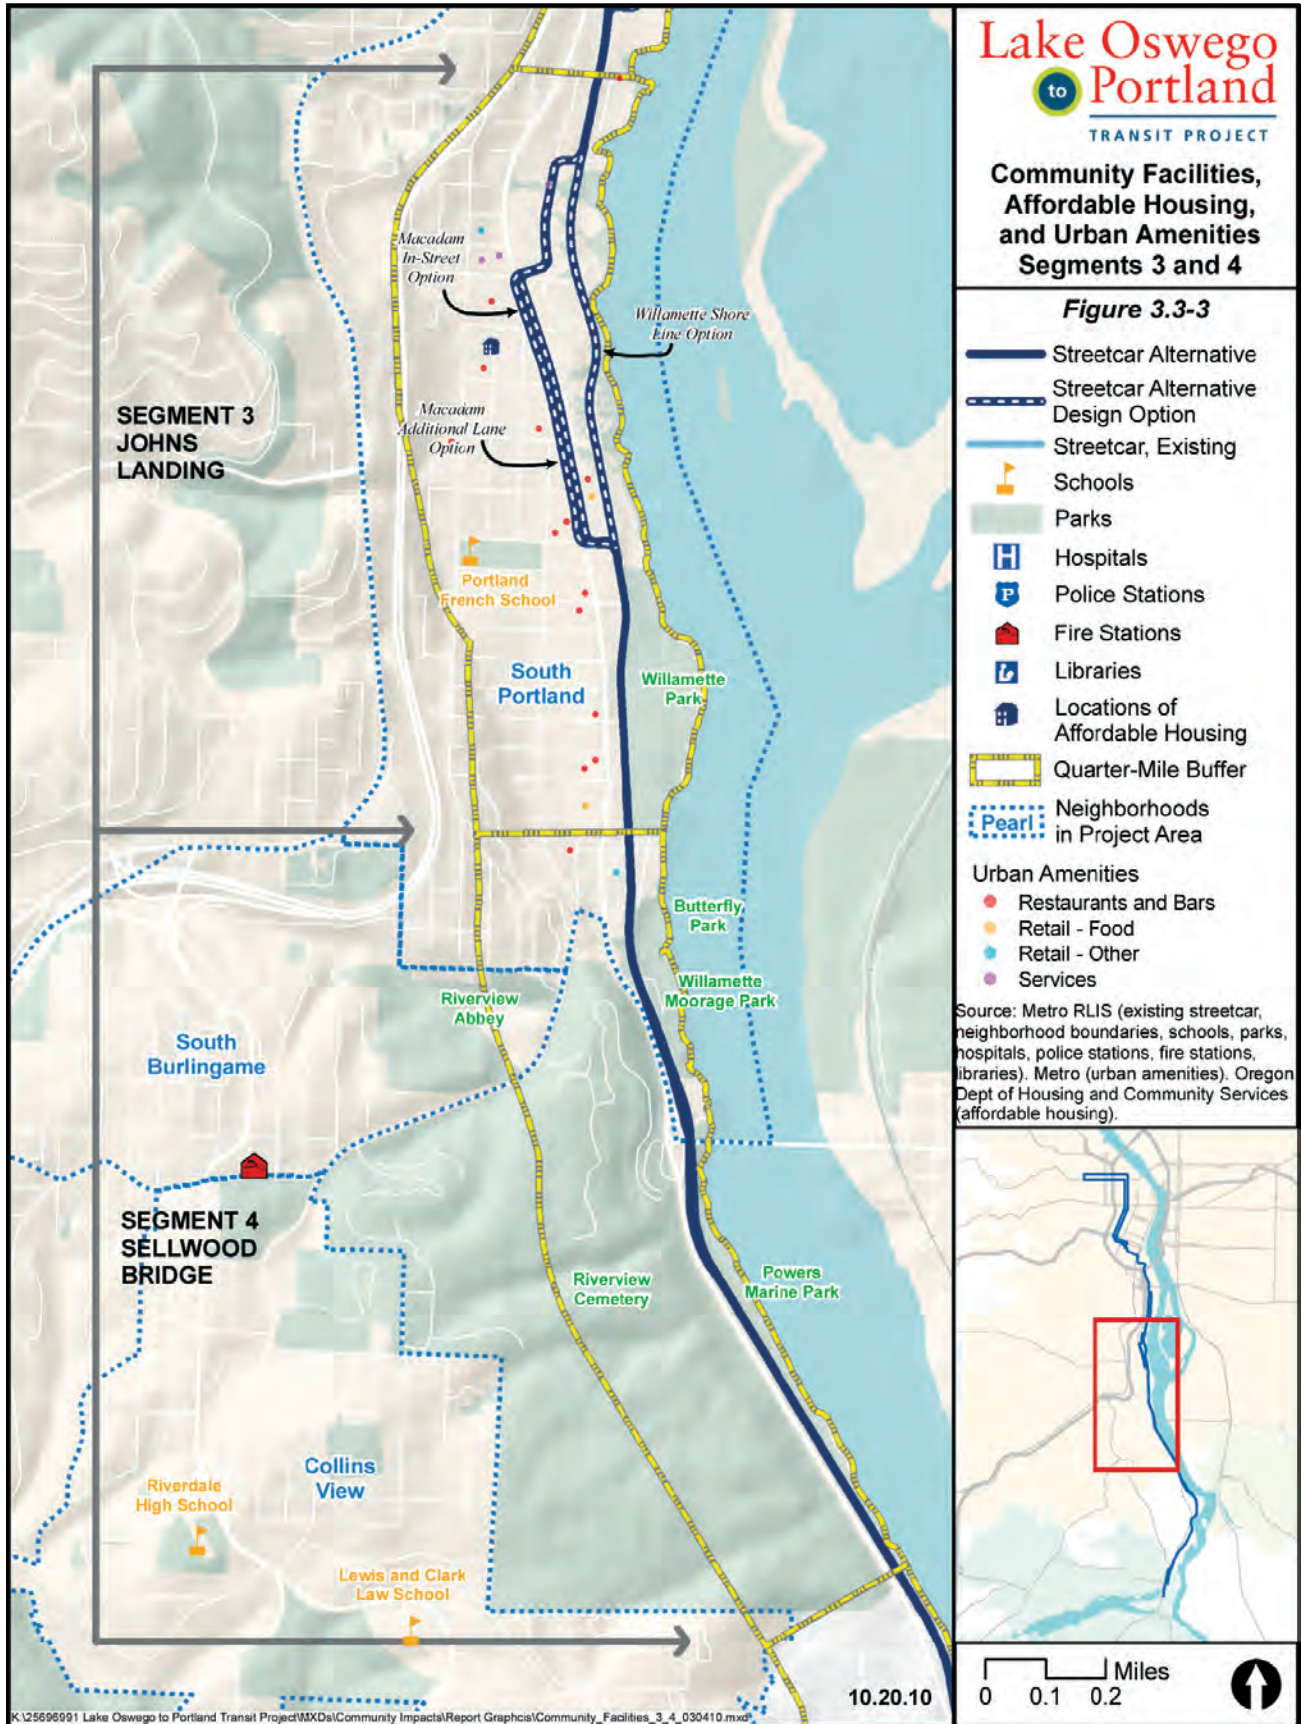 Lake Oswego
to Portland
TRANSIT PROJECT
Community Facilities,
Affordable Housing,
and Urban Amenities
Segments 3 and 4
Figure 3.3-3
Streetcar Alternative
Streetcar Alternative
Design Option
Streetcar, Existing
Schools
Parks
H
Hospitals
P
Police Stations
Fire Stations
Libraries
Locations of
Affordable Housing
Quarter-Mile Buffer
Pearl
Neighborhoods
in Project Area
Urban Amenities
Restaurants and Bars
Retail - Food
Retail - Other
Services
Source: Metro RLIS (existing streetcar,
neighborhood boundaries, schools, parks,
hospitals, police stations, fire stations,
libraries). Metro (urban amenities). Oregon
Dept of Housing and Community Services
(affordable housing).
Miles
0 0.1 0.2
Macadam
In-Street
Option
Willamette Shore
Line Option
Macadam
Additional Lane
Option
SEGMENT 3
JOHNS
LANDING
Portland
French School
South
Portland
Willamette
Park
Butterfly
Park
Willamette
Moorage Park
Riverview
Abbey
South
Burlingame
SEGMENT 4
SELLWOOD
BRIDGE
Riverview
Cemetery
Powers
Marine Park
Collins
View
Riverdale
High School
Lewis and Clark
Law School
10.20.10
K:\25696991 Lake Oswego to Portland Transit Project\MXDs\Community Impacts\Report Graphcis\Community_Facilities_3_4_030410.mxd